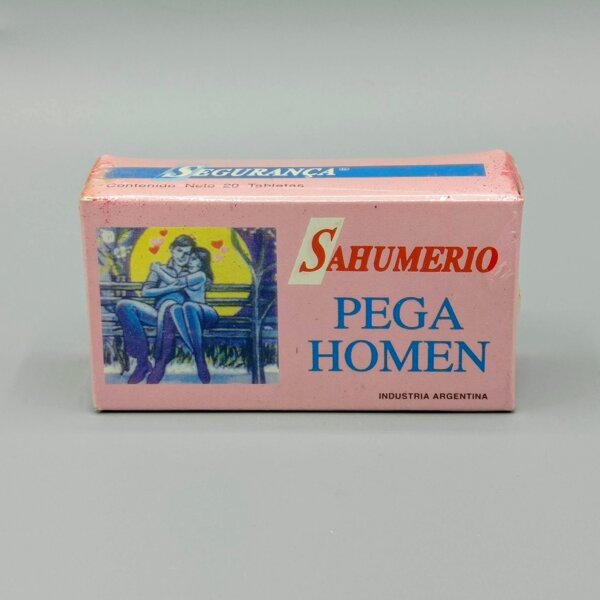 SEGURANÇA®
Contenido Neto 20 Tabletas
SAHUMERIO
PEGA
HOMEN
INDUSTRIA ARGENTINA